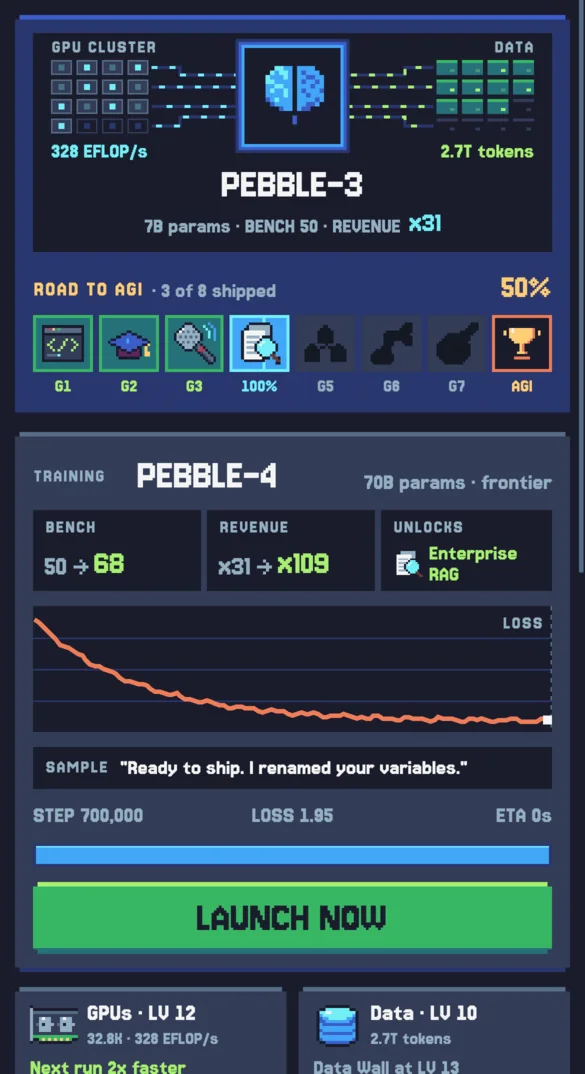 GPU CLUSTER
DATA
328 EFLOP/s
2.7T tokens
PEBBLE-3
7B params · BENCH 50 · REVENUE x31
ROAD TO AGI · 3 of 8 shipped
50%
G1
G2
G3
100%
G5
G6
G7
AGI
TRAINING PEBBLE-4 70B params · frontier
BENCH
50 → 68
REVENUE
x31 → x109
UNLOCKS
Enterprise
RAG
LOSS
SAMPLE "Ready to ship. I renamed your variables."
STEP 700,000
LOSS 1.95
ETA 0s
LAUNCH NOW
GPUs · LV 12
32.8K · 328 EFLOP/s
Next run 2x faster
Data · LV 10
2.7T tokens
Data Wall at LV 13